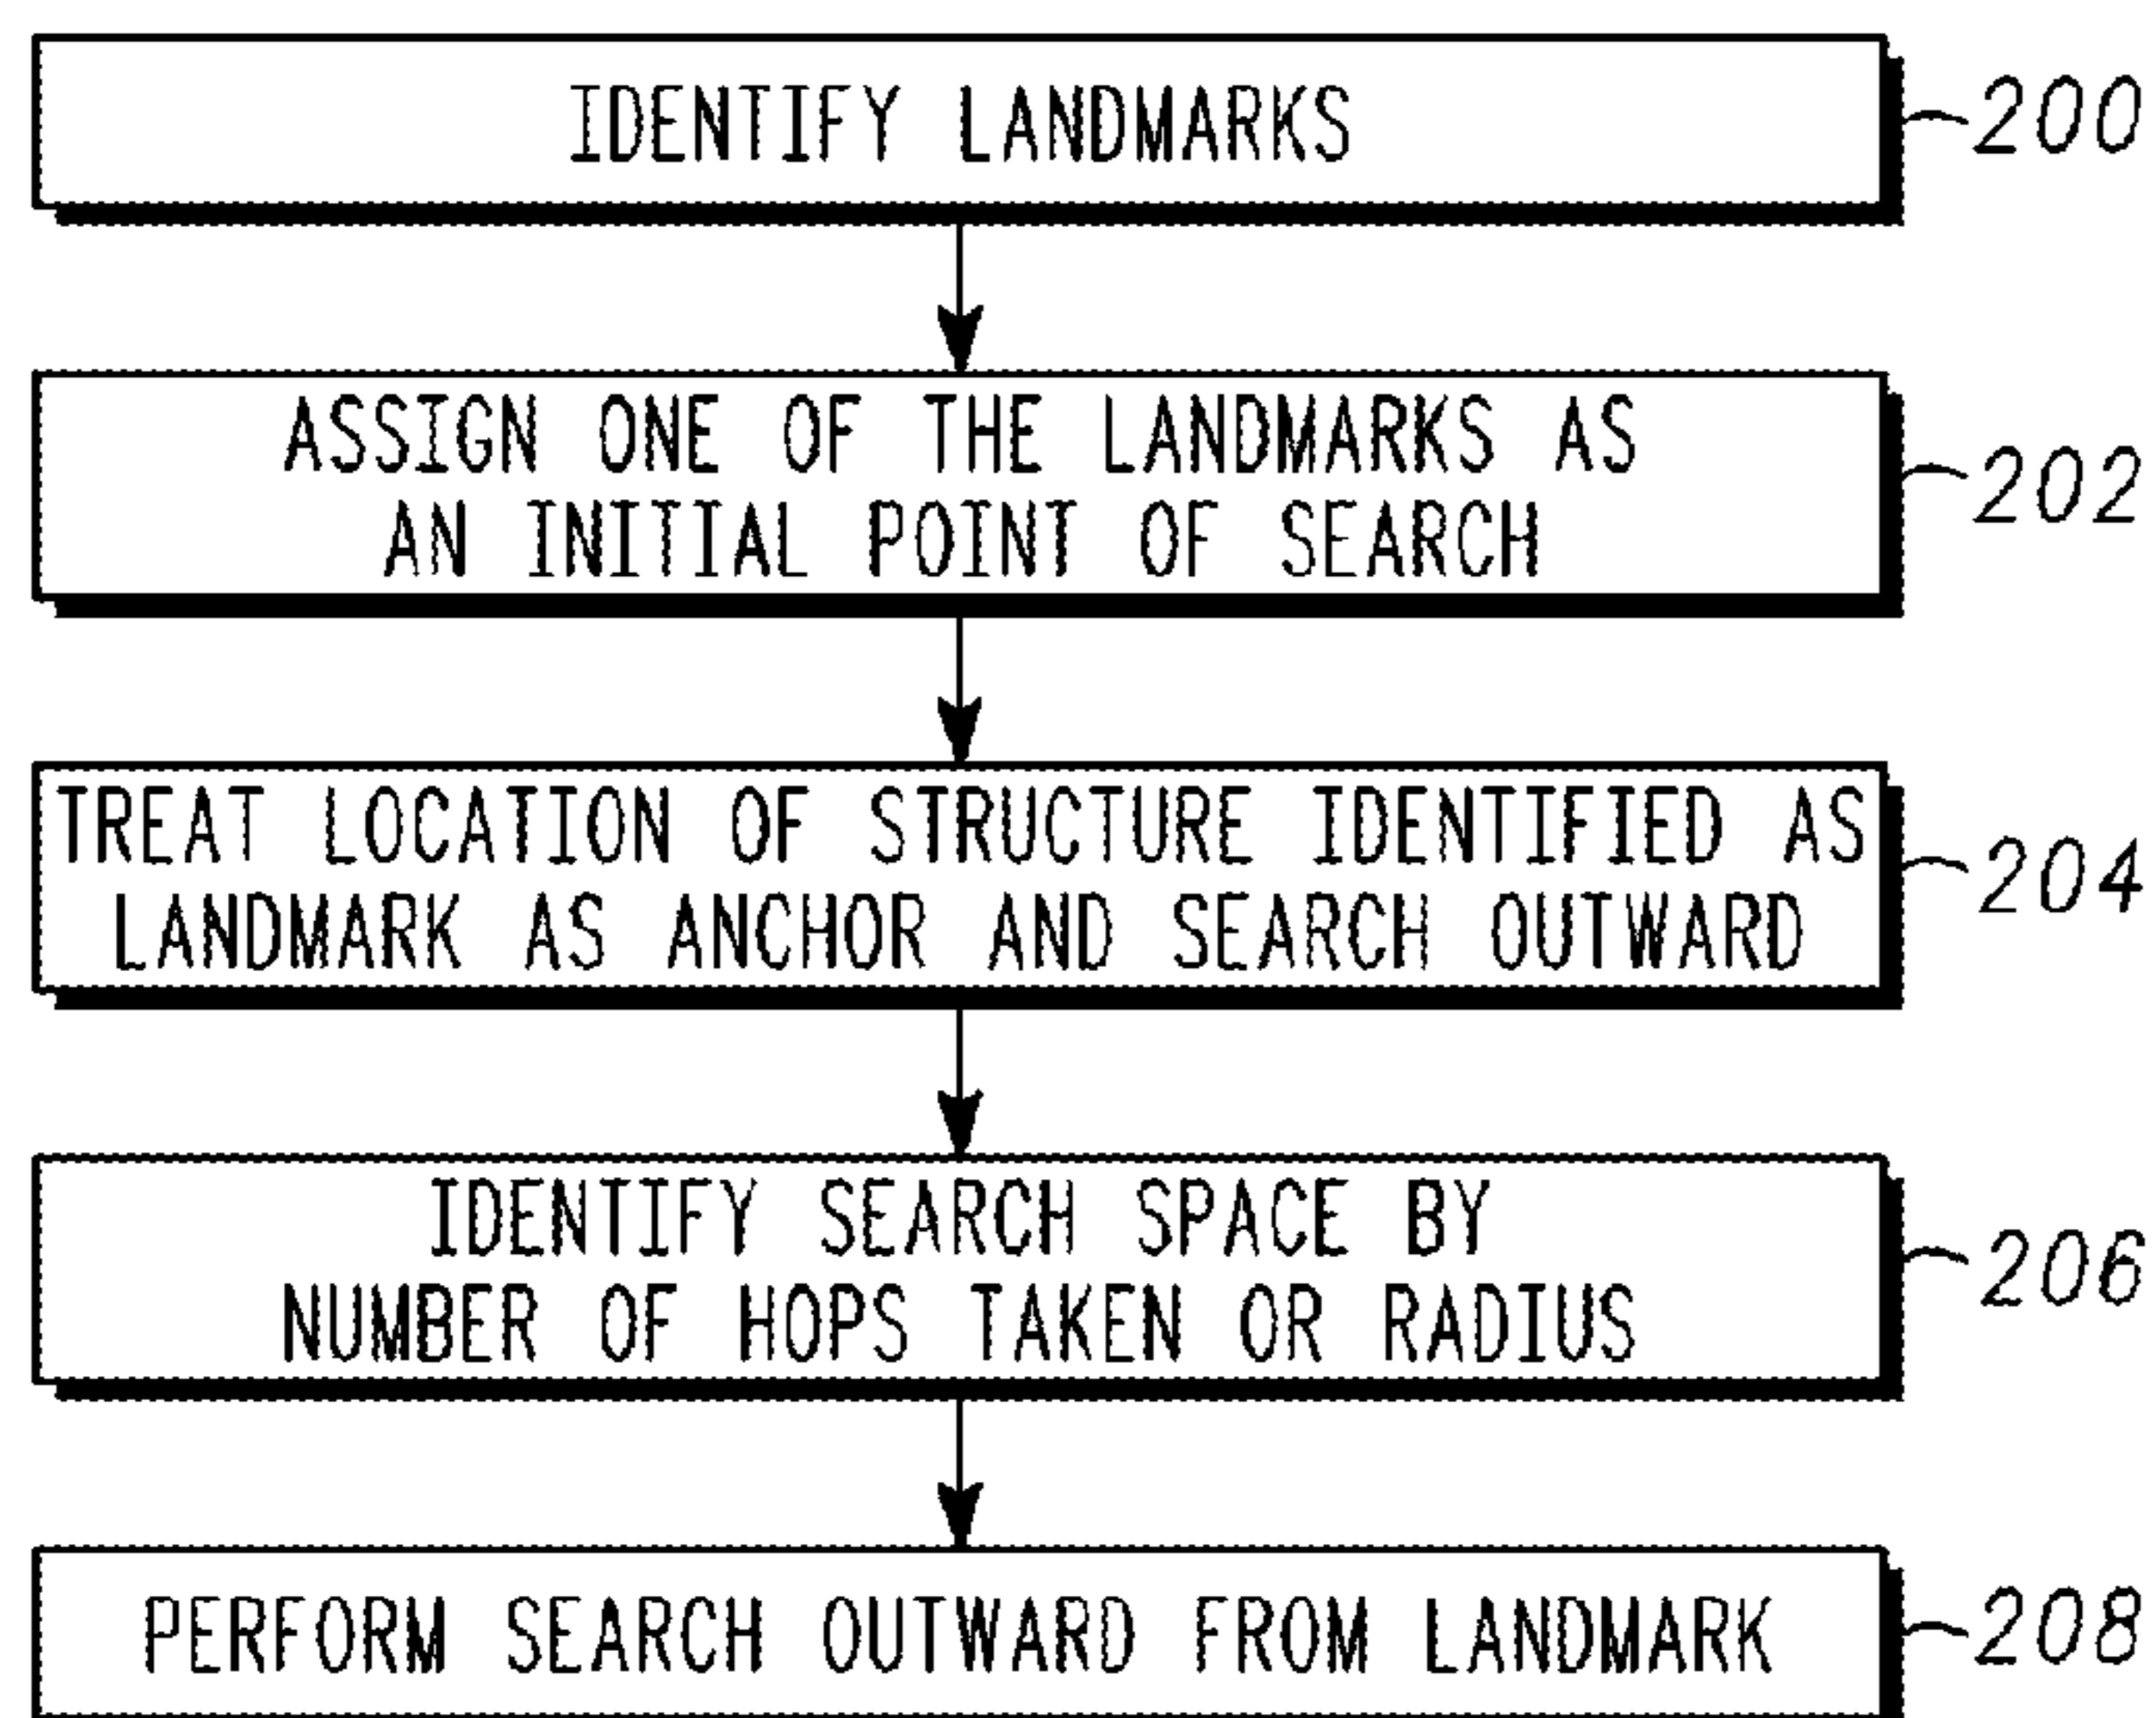 IDENTIFY LANDMARKS
200
ASSIGN ONE OF THE LANDMARKS AS
AN INITIAL POINT OF SEARCH
202
TREAT LOCATION OF STRUCTURE IDENTIFIED AS
LANDMARK AS ANCHOR AND SEARCH OUTWARD
204
IDENTIFY SEARCH SPACE BY
NUMBER OF HOPS TAKEN OR RADIUS
206
PERFORM SEARCH OUTWARD FROM LANDMARK
208